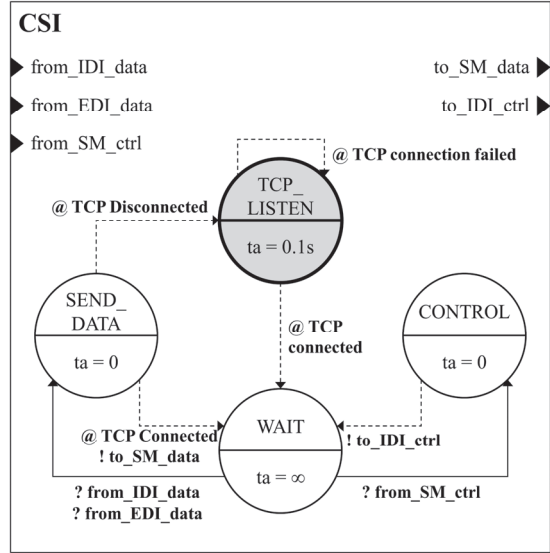 CSI
from_IDI_data
to_SM_data
from_EDI_data
to_IDI_ctrl
from_SM_ctrl
@ TCP connection failed
TCP_
LISTEN
@ TCP Disconnected
ta = 0.1s
SEND_
DATA
CONTROL
@ TCP
connected
ta = 0
ta = 0
WAIT
@ TCP Connected
! to_SM_data
! to_IDI_ctrl
ta = ∞
? from_IDI_data
? from_EDI_data
? from_SM_ctrl